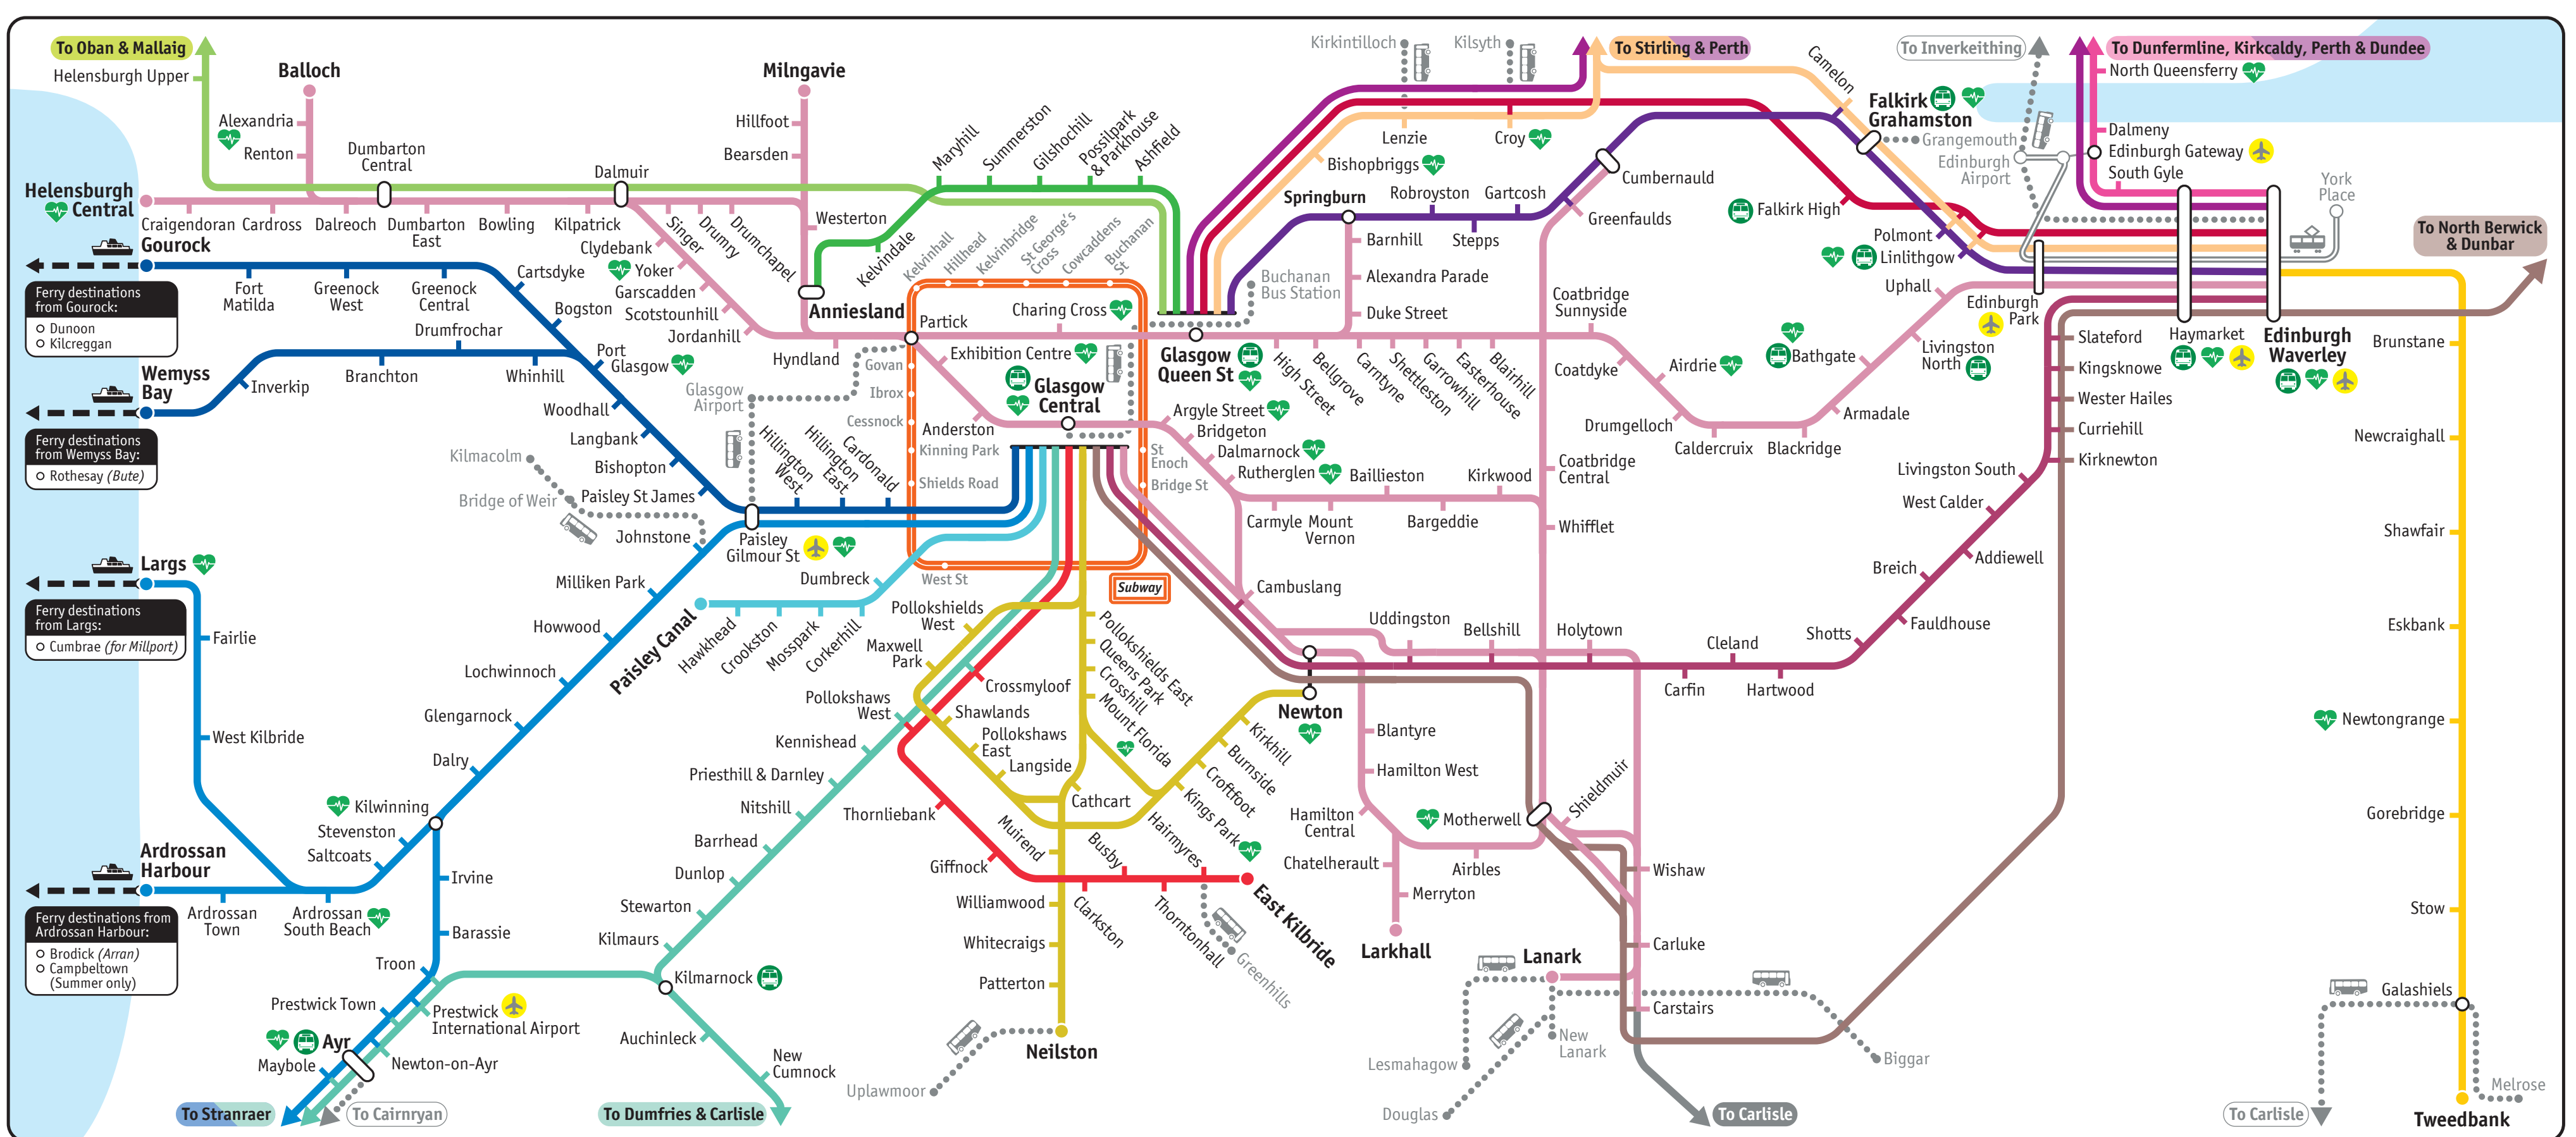 To Oban & Mallaig
Helensburgh Upper
Balloch
Alexandria
Renton
Dumbarton
Central
Helensburgh
Central
Craigendoran
Cardross
Dalreoch
Dumbarton
East
Bowling
Kilpatrick
Dalmuir
Milngavie
Hillfoot
Bearsden
Westerton
Clydebank
Singer
Drumry
Drumchapel
Yoker
Garscadden
Scotstounhill
Jordanhill
Hyndland
Anniesland
Kelvindale
Maryhill
Summerston
Gilshochill
Possilpark
& Parkhouse
Ashfield
Kelvinhall
Hillhead
Kelvinbridge
St George's
Cross
Cowcaddens
Buchanan
St
Partick
Charing Cross
Exhibition Centre
Govan
Ibrox
Cessnock
Kinning Park
Shields Road
West St
Bridge St
St
Enoch
Subway
Anderston
Glasgow
Central
Glasgow
Queen St
Buchanan
Bus Station
Argyle Street
Bridgeton
Dalmarnock
Rutherglen
Gourock
Ferry destinations
from Gourock:
Dunoon
Kilcreggan
Fort
Matilda
Greenock
West
Greenock
Central
Cartsdyke
Bogston
Port
Glasgow
Drumfrochar
Whinhill
Branchton
Inverkip
Wemyss
Bay
Ferry destinations
from Wemyss Bay:
Rothesay (Bute)
Woodhall
Langbank
Bishopton
Paisley St James
Glasgow
Airport
Kilmacolm
Bridge of Weir
Hillington
West
Hillington
East
Cardonald
Paisley
Gilmour St
Johnstone
Milliken Park
Howwood
Lochwinnoch
Glengarnock
Dalry
Kilwinning
Stevenston
Saltcoats
Largs
Ferry destinations
from Largs:
Cumbrae (for Millport)
Fairlie
West Kilbride
Ardrossan
Harbour
Ferry destinations from
Ardrossan Harbour:
Brodick (Arran)
Campbeltown
(Summer only)
Ardrossan
Town
Ardrossan
South Beach
Irvine
Barassie
Troon
Prestwick Town
Prestwick
International Airport
Newton-on-Ayr
Ayr
Maybole
To Stranraer
To Cairnryan
Dumbreck
Corkerhill
Mosspark
Crookston
Hawkhead
Paisley Canal
Pollokshields
West
Maxwell
Park
Crossmyloof
Pollokshaws
West
Shawlands
Pollokshaws
East
Langside
Kennishead
Priesthill & Darnley
Nitshill
Barrhead
Dunlop
Stewarton
Kilmaurs
Kilmarnock
Auchinleck
New
Cumnock
To Dumfries & Carlisle
Pollokshields East
Queens Park
Crosshill
Mount Florida
Cathcart
Kings Park
Croftfoot
Burnside
Kirkhill
Newton
Muirend
Williamwood
Whitecraigs
Patterton
Neilston
Uplawmoor
Thornliebank
Giffnock
Clarkston
Busby
Thorntonhall
Hairmyres
East Kilbride
Greenhills
Kirkintilloch
Kilsyth
To Stirling & Perth
Lenzie
Croy
Bishopbriggs
Springburn
Robroyston
Stepps
Gartcosh
Cumbernauld
Greenfaulds
Barnhill
Alexandra Parade
Duke Street
High Street
Bellgrove
Carntyne
Shettleston
Garrowhill
Easterhouse
Blairhill
Coatbridge
Sunnyside
Coatdyke
Airdrie
Drumgelloch
Caldercruix
Blackridge
Armadale
Bathgate
Livingston
North
Uphall
Coatbridge
Central
Whifflet
Kirkwood
Bargeddie
Baillieston
Mount
Vernon
Carmyle
Cambuslang
Uddingston
Bellshill
Holytown
Carfin
Cleland
Hartwood
Shotts
Fauldhouse
Breich
Addiewell
West Calder
Livingston South
Kirknewton
Curriehill
Wester Hailes
Kingsknowe
Slateford
Blantyre
Hamilton West
Hamilton
Central
Chatelherault
Merryton
Larkhall
Airbles
Motherwell
Shieldmuir
Wishaw
Carluke
Carstairs
Lanark
New
Lanark
Lesmahagow
Douglas
Biggar
To Carlisle
Camelon
Falkirk
Grahamston
Grangemouth
Falkirk High
Polmont
Linlithgow
To Inverkeithing
Edinburgh
Airport
To Dunfermline, Kirkcaldy, Perth & Dundee
North Queensferry
Dalmeny
Edinburgh Gateway
South Gyle
York
Place
Edinburgh
Park
Haymarket
Edinburgh
Waverley
To North Berwick
& Dunbar
Brunstane
Newcraighall
Shawfair
Eskbank
Newtongrange
Gorebridge
Stow
Galashiels
Melrose
Tweedbank
To Carlisle